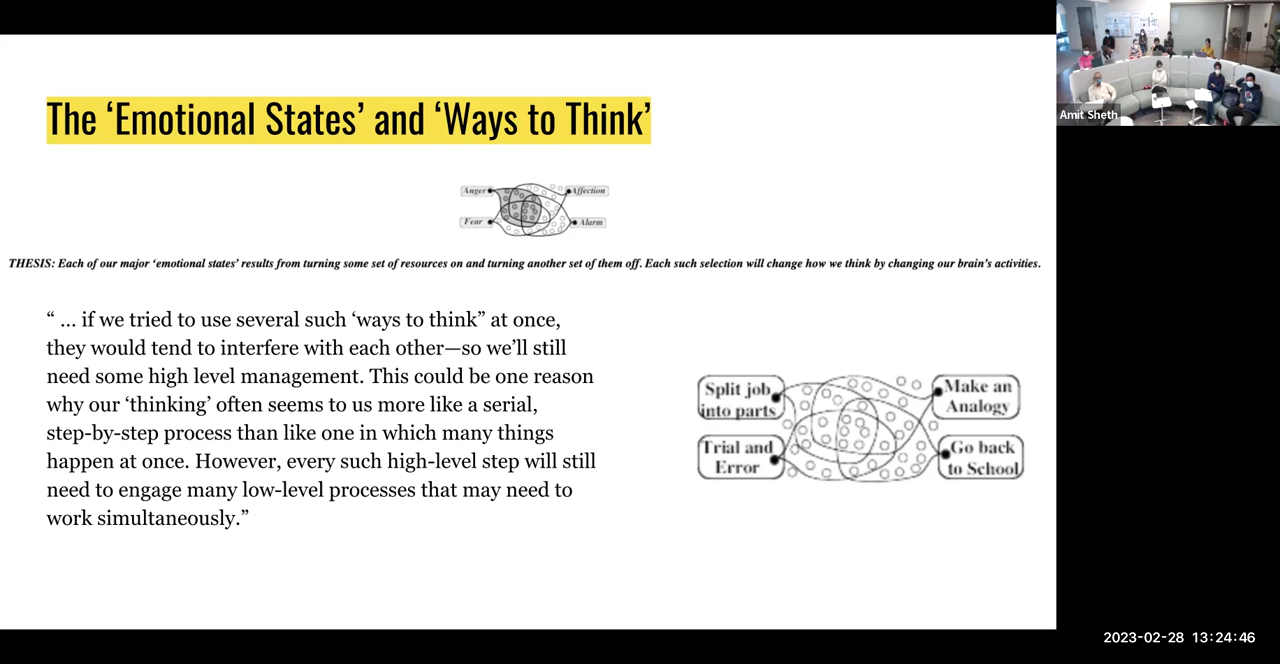 The ‘Emotional States’ and ‘Ways to Think’
Amit Sheth
Anger
Affection
Fear
Alarm
THESIS: Each of our major ‘emotional states’ results from turning some set of resources on and turning another set of them off. Each such selection will change how we think by changing our brain’s activities.
“ … if we tried to use several such ‘ways to think” at once,
they would tend to interfere with each other—so we’ll still
need some high level management. This could be one reason
why our ‘thinking’ often seems to us more like a serial,
step-by-step process than like one in which many things
happen at once. However, every such high-level step will still
need to engage many low-level processes that may need to
work simultaneously.”
Split job
into parts
Make an
Analogy
Trial and
Error
Go back
to School
2023-02-28 13:24:46